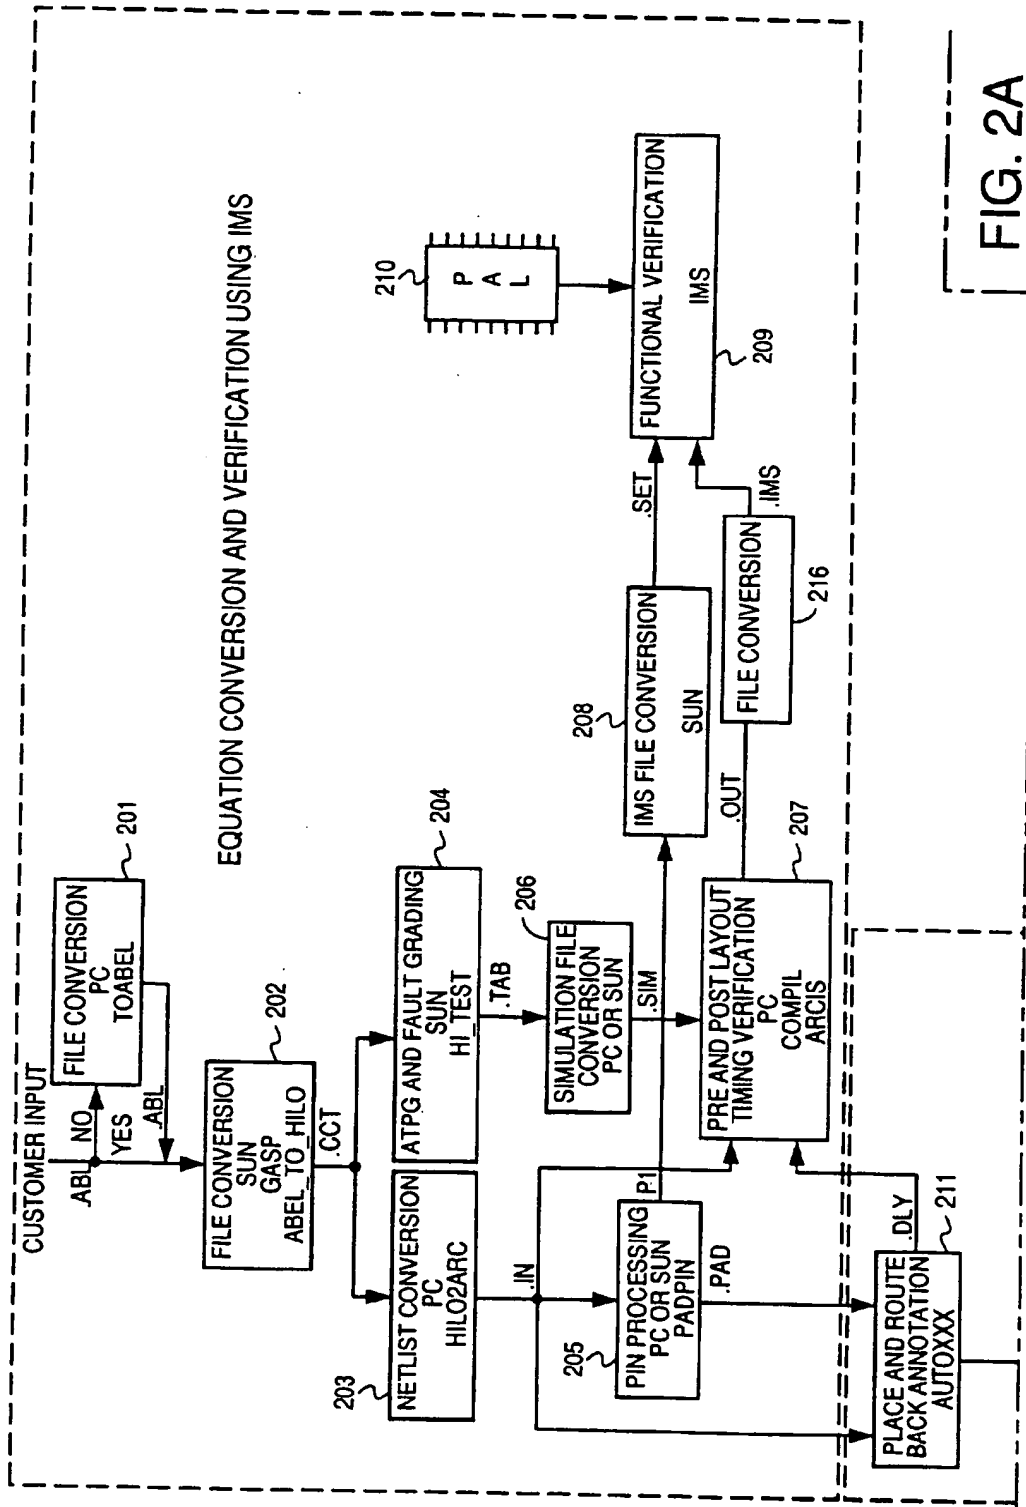 CUSTOMER INPUT
.ABL
NO
YES
.ABL
FILE CONVERSION
PC
TOABEL
201
FILE CONVERSION
SUN
GASP
ABEL_TO_HILO
202
.CCT
EQUATION CONVERSION AND VERIFICATION USING IMS
NETLIST CONVERSION
PC
HILO2ARC
203
ATPG AND FAULT GRADING
SUN
HI_TEST
204
.IN
.TAB
PIN PROCESSING
PC OR SUN
PADPIN
205
.PI
.PAD
SIMULATION FILE
CONVERSION
PC OR SUN
206
.SIM
PRE AND POST LAYOUT
TIMING VERIFICATION
PC
COMPIL
ARCIS
207
.OUT
IMS FILE CONVERSION
SUN
208
.SET
FILE CONVERSION
216
.IMS
FUNCTIONAL VERIFICATION
IMS
209
PAL
210
PLACE AND ROUTE
BACK ANNOTATION
AUTOXXX
211
.DLY
FIG. 2A